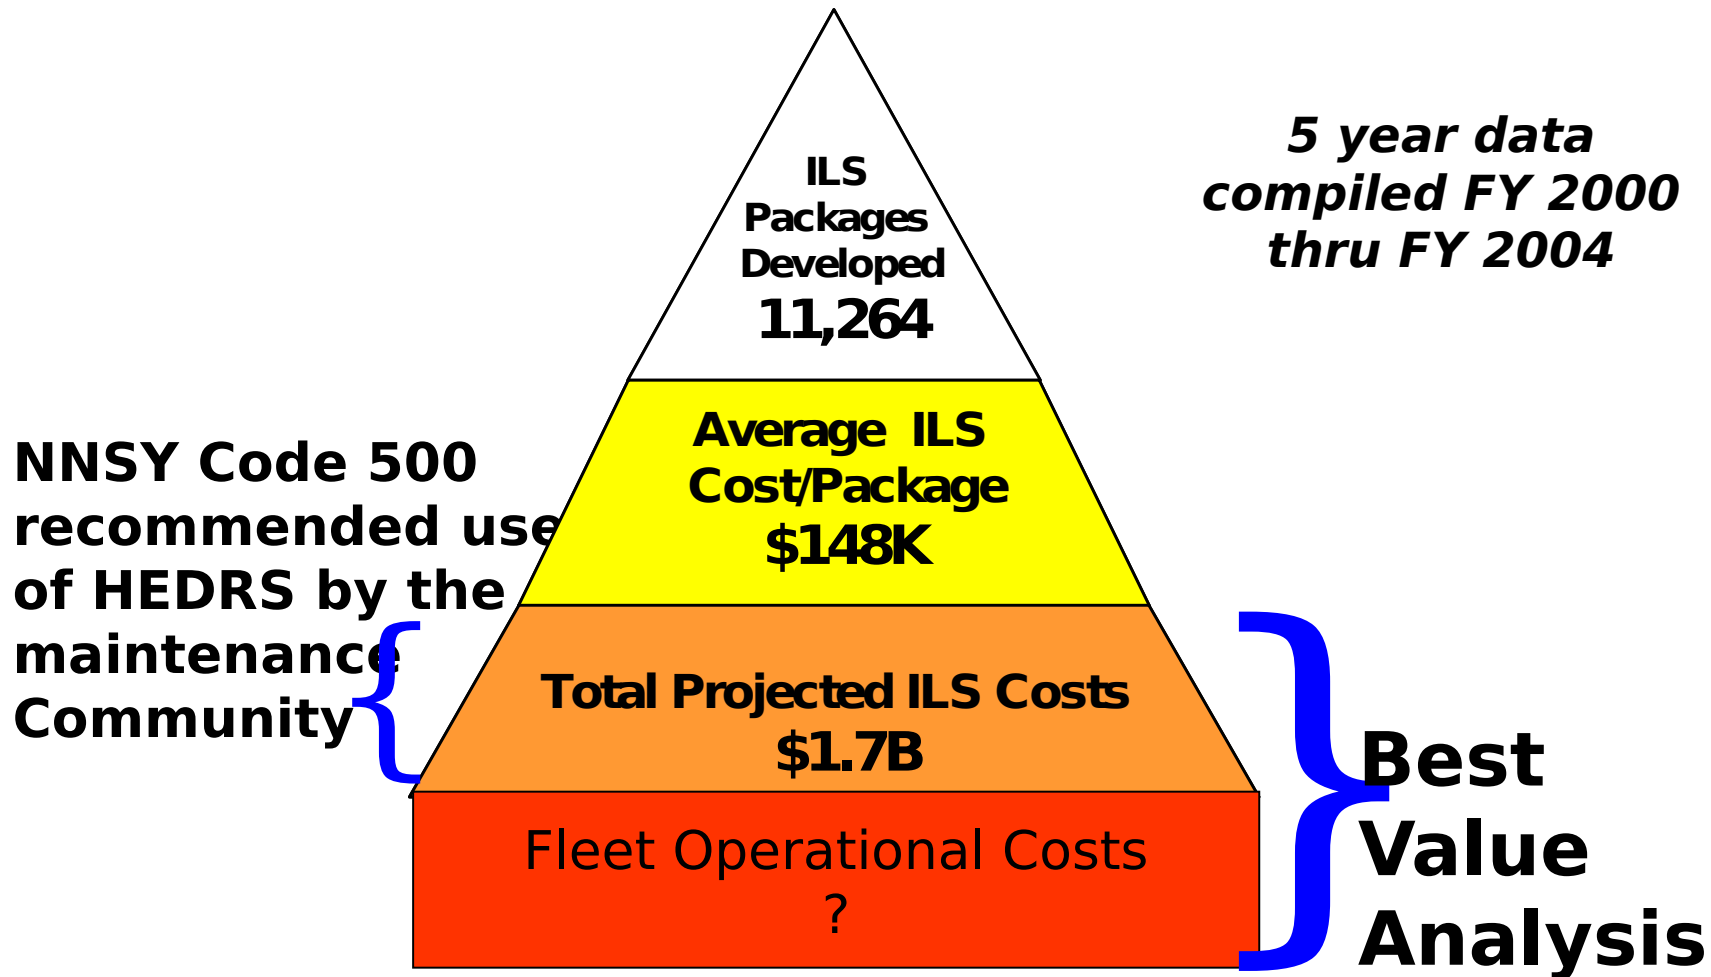 ILS
Packages
Developed
11,264
5 year data
compiled FY 2000
thru FY 2004
Average ILS
Cost/Package
$148K
NNSY Code 500
recommended use
of HEDRS by the
maintenance
Community
Total Projected ILS Costs
$1.7B
Fleet Operational Costs
?
Best
Value
Analysis